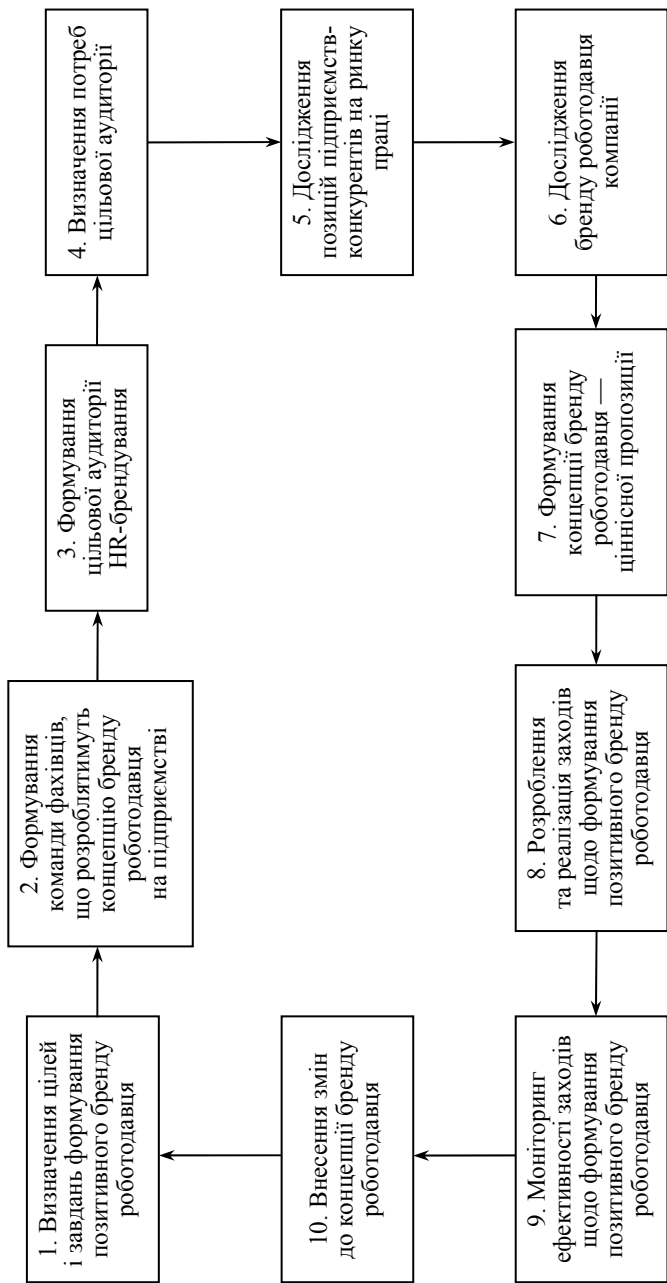 1. Визначення цілей
і завдань формування
позитивного бренду
роботодавця
2. Формування
команди фахівців,
що розроблятимуть
концепцію бренду
роботодавця
на підприємстві
3. Формування
цільової аудиторії
HR-брендування
4. Визначення потреб
цільової аудиторії
5. Дослідження
позицій підприємств-
конкурентів на ринку
праці
6. Дослідження
бренду роботодавця
компанії
7. Формування
концепції бренду
роботодавця —
ціннісної пропозиції
8. Розроблення
та реалізація заходів
щодо формування
позитивного бренду
роботодавця
9. Моніторинг
ефективності заходів
щодо формування
позитивного бренду
роботодавця
10. Внесення змін
до концепції бренду
роботодавця